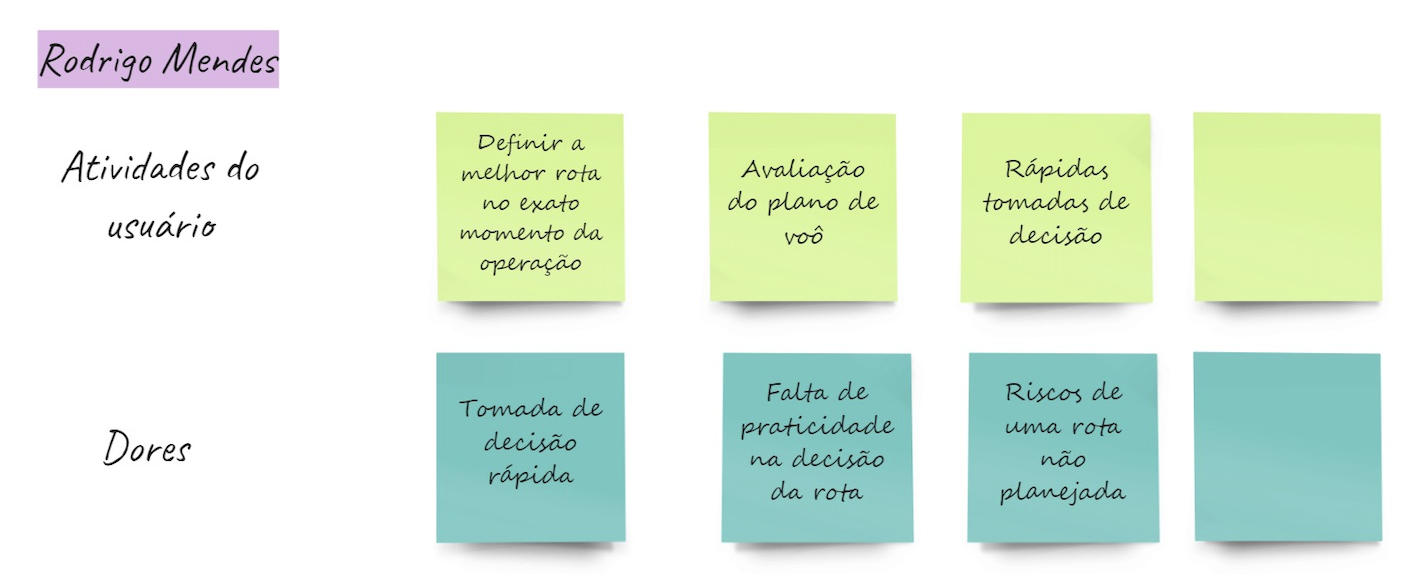 Rodrigo Mendes
Atividades do
usuário
Definir a
melhor rota
no exato
momento da
operação
Avaliação
do plano de
voô
Rápidas
tomadas de
decisão
Dores
Tomada de
decisão
rápida
Falta de
praticidade
na decisão
da rota
Riscos de
uma rota
não
planejada